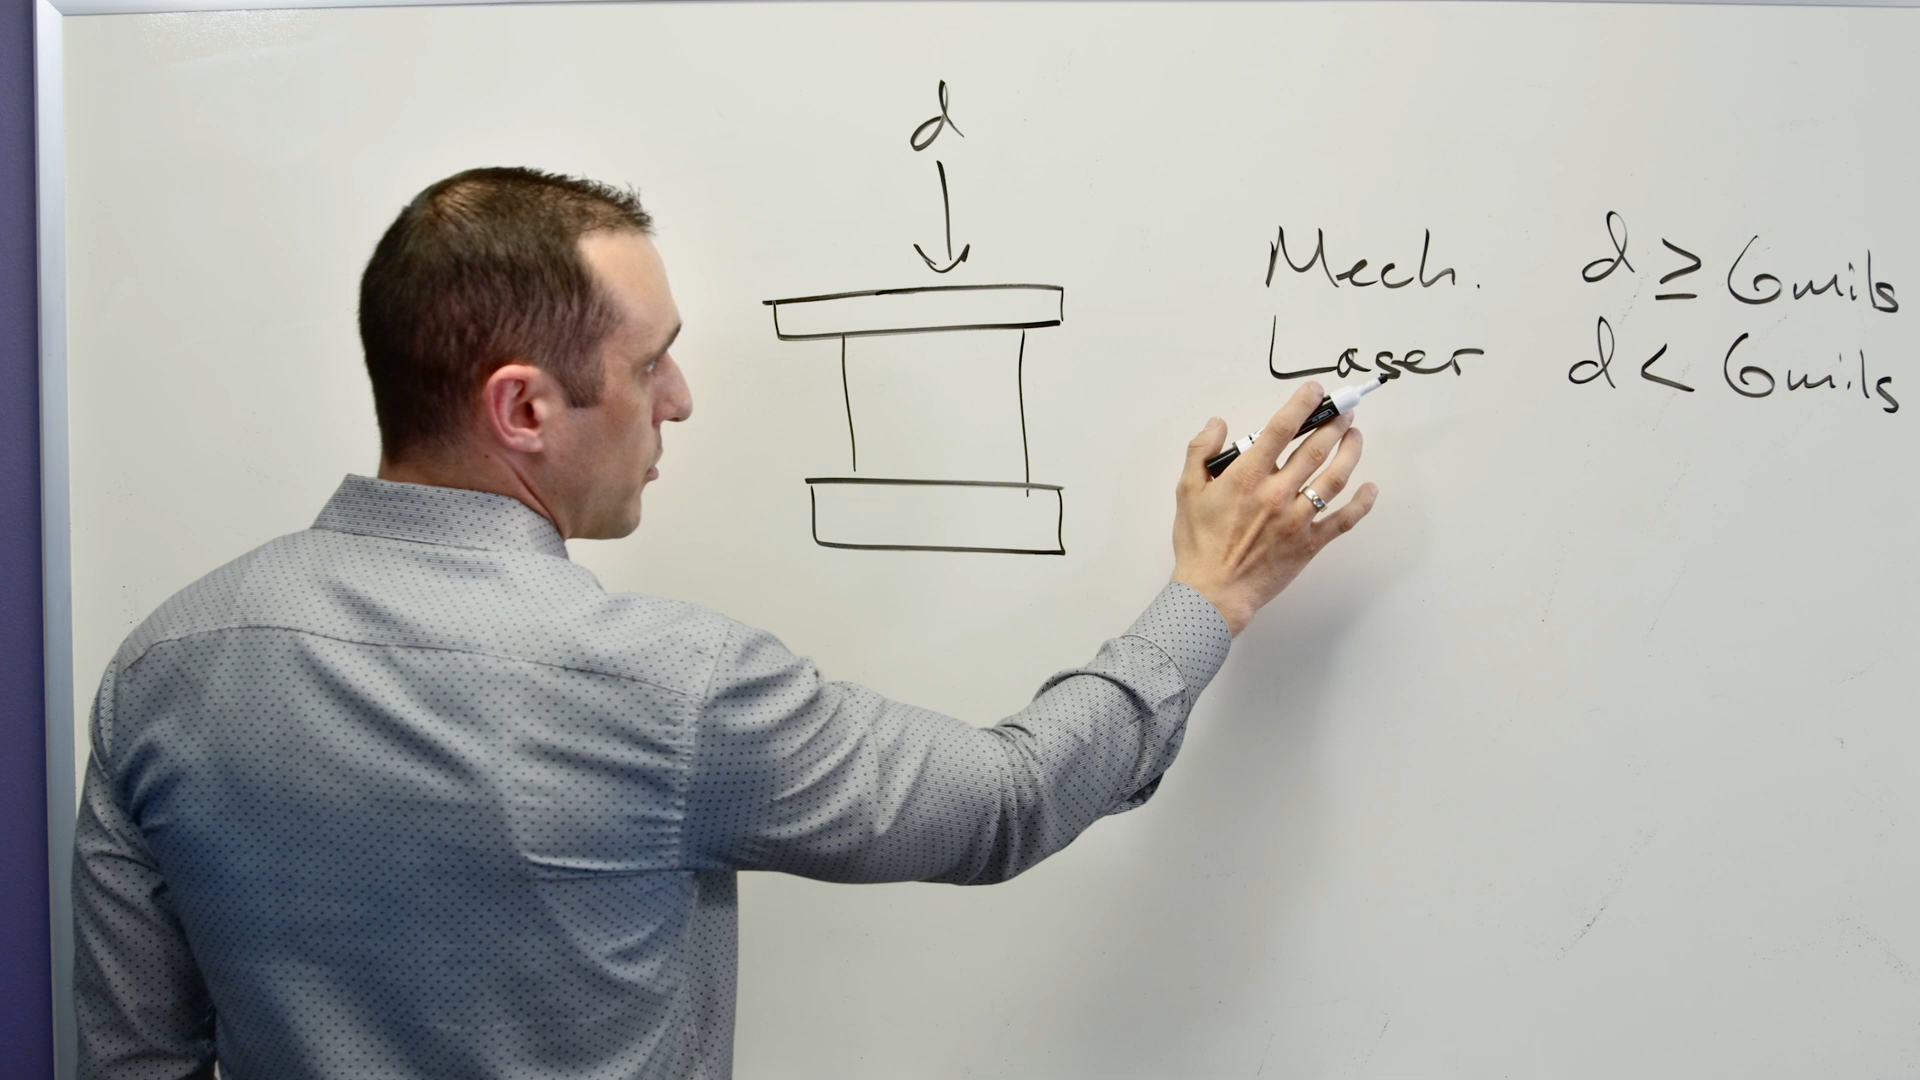 d
Mech. d ≥ 6mils
Laser d < 6mils